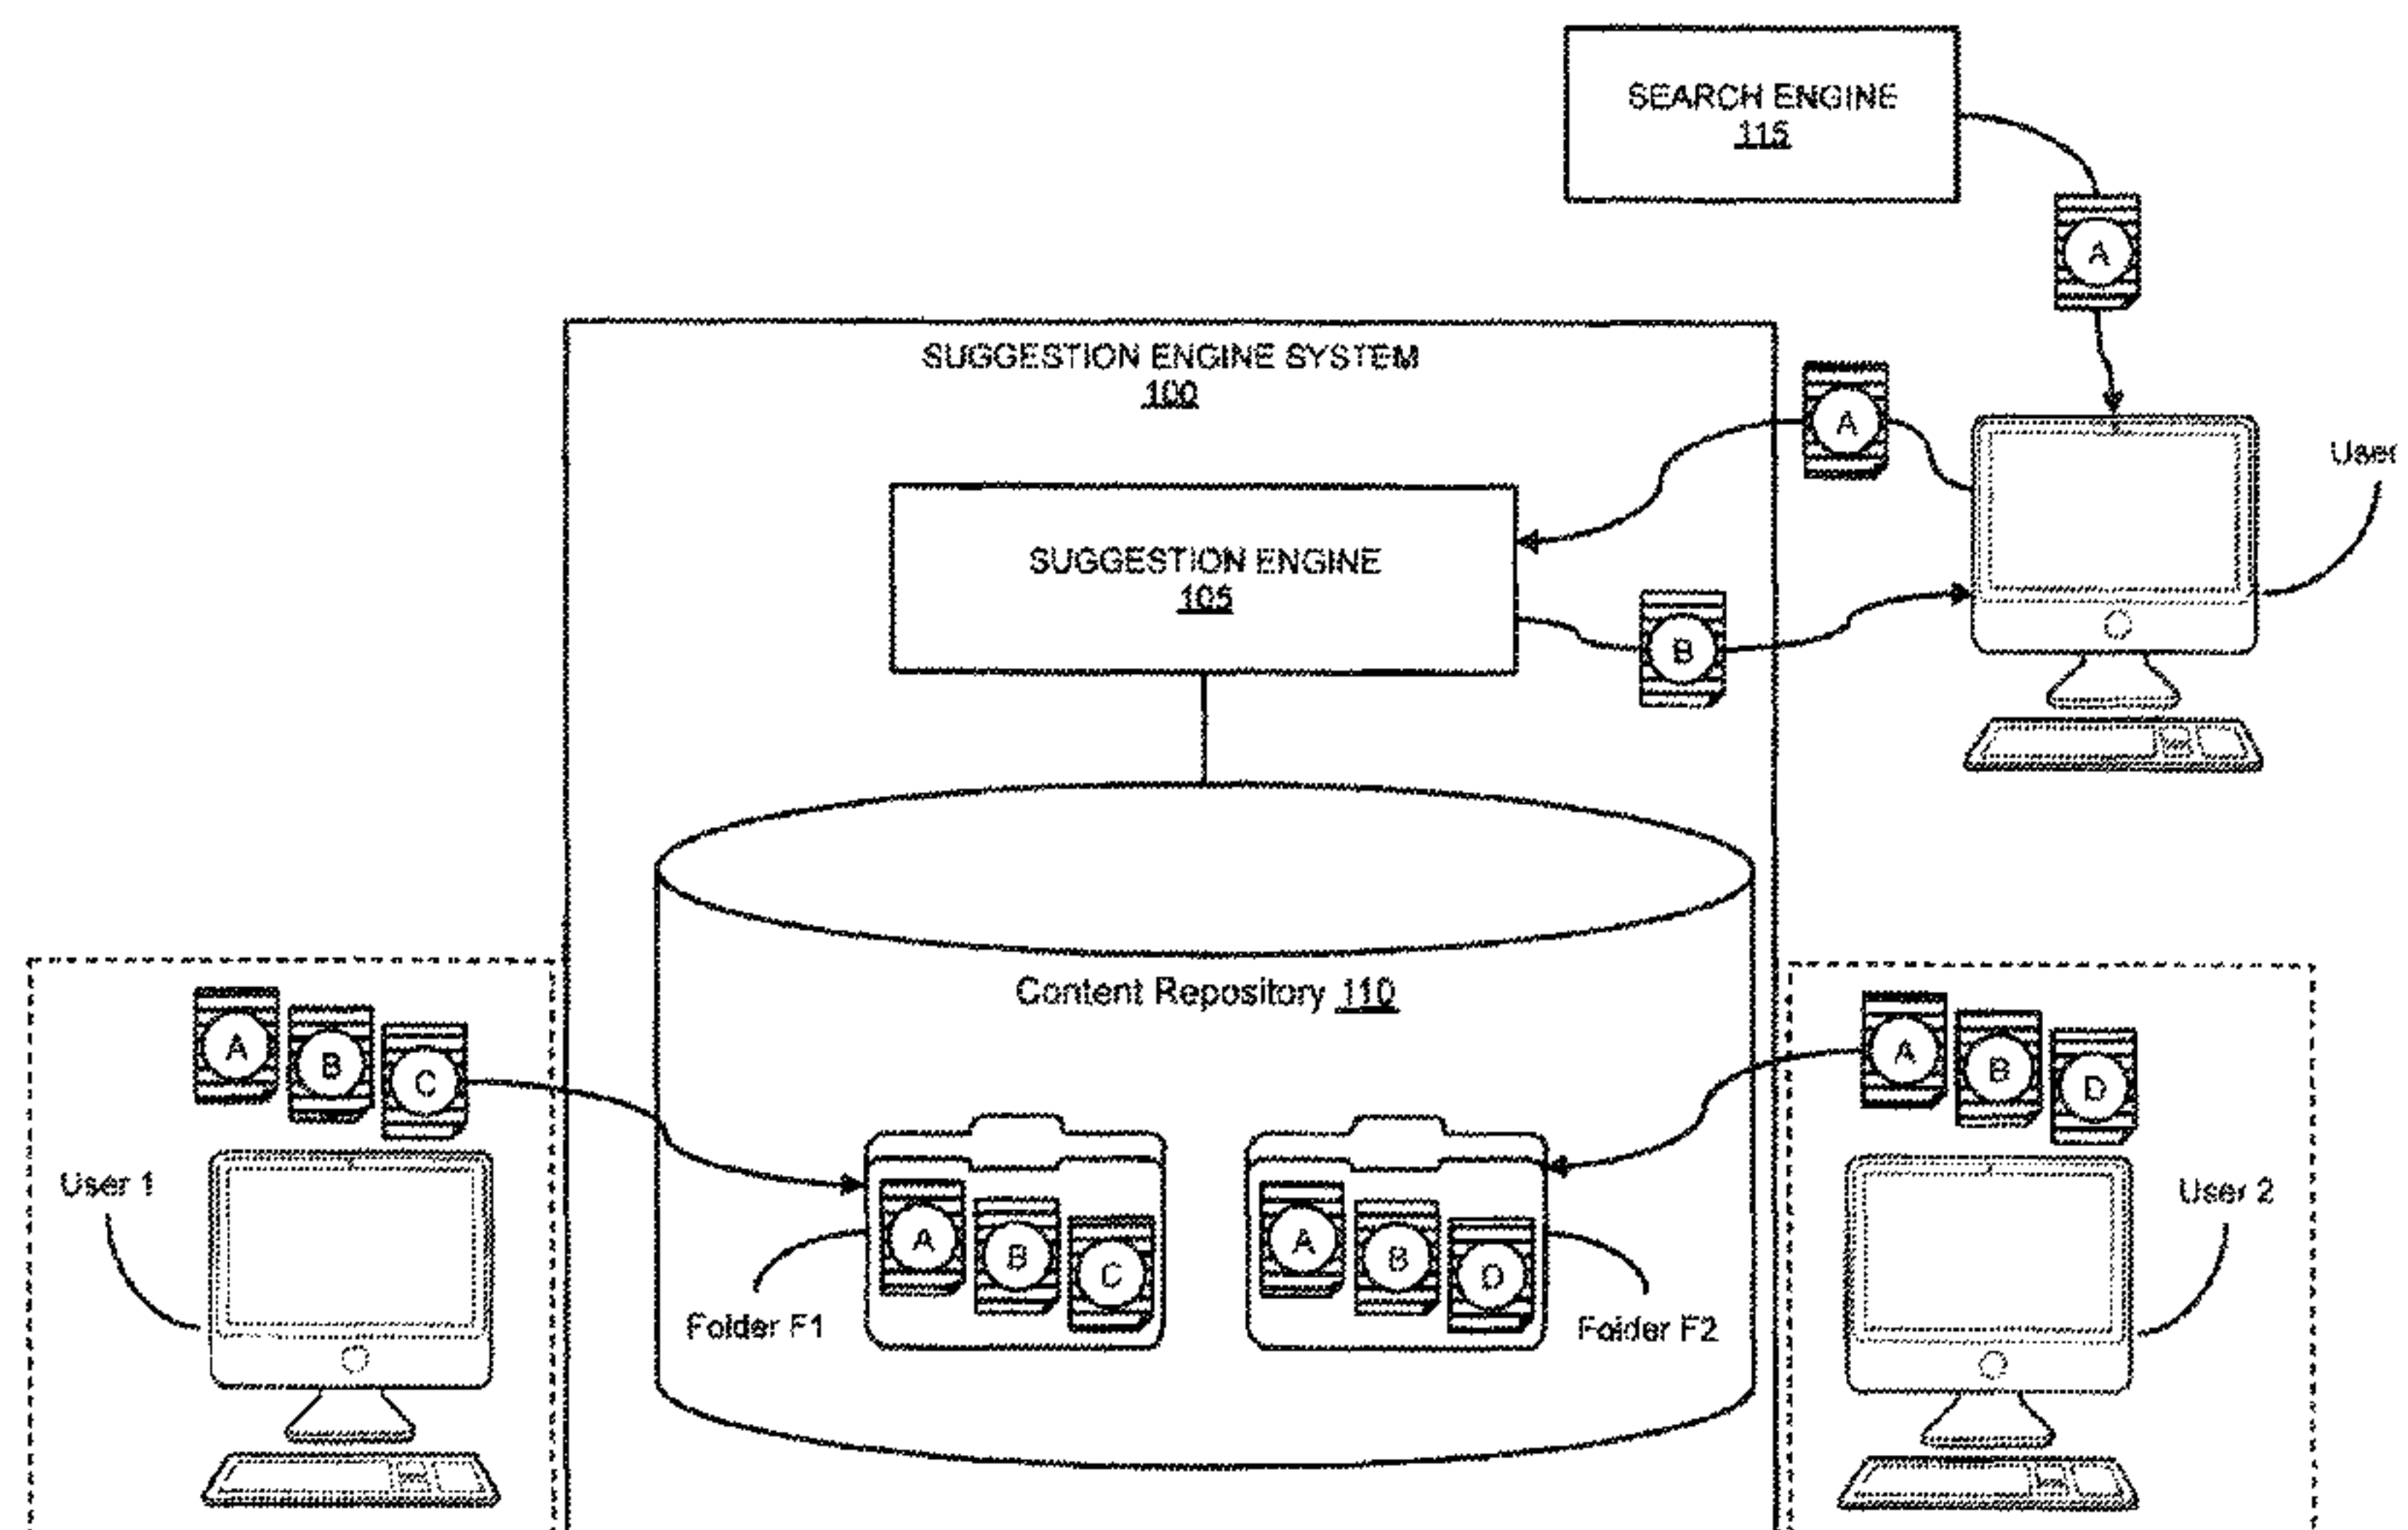 SEARCH ENGINE
115
A
SUGGESTION ENGINE SYSTEM
100
A
User
SUGGESTION ENGINE
105
B
Content Repository 110
A
B
C
A
B
D
User 1
A
B
C
Folder F1
A
B
D
Folder F2
User 2